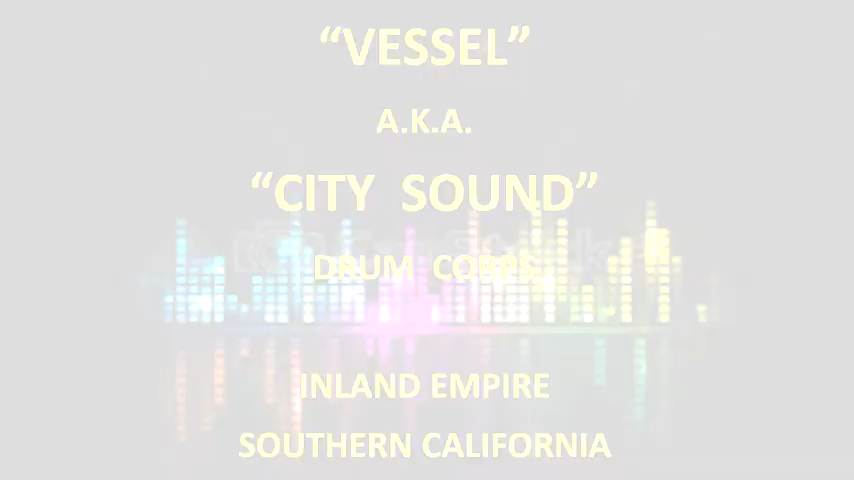 “VESSEL”
A.K.A.
“CITY SOUND”
DRUM CORPS
INLAND EMPIRE
SOUTHERN CALIFORNIA